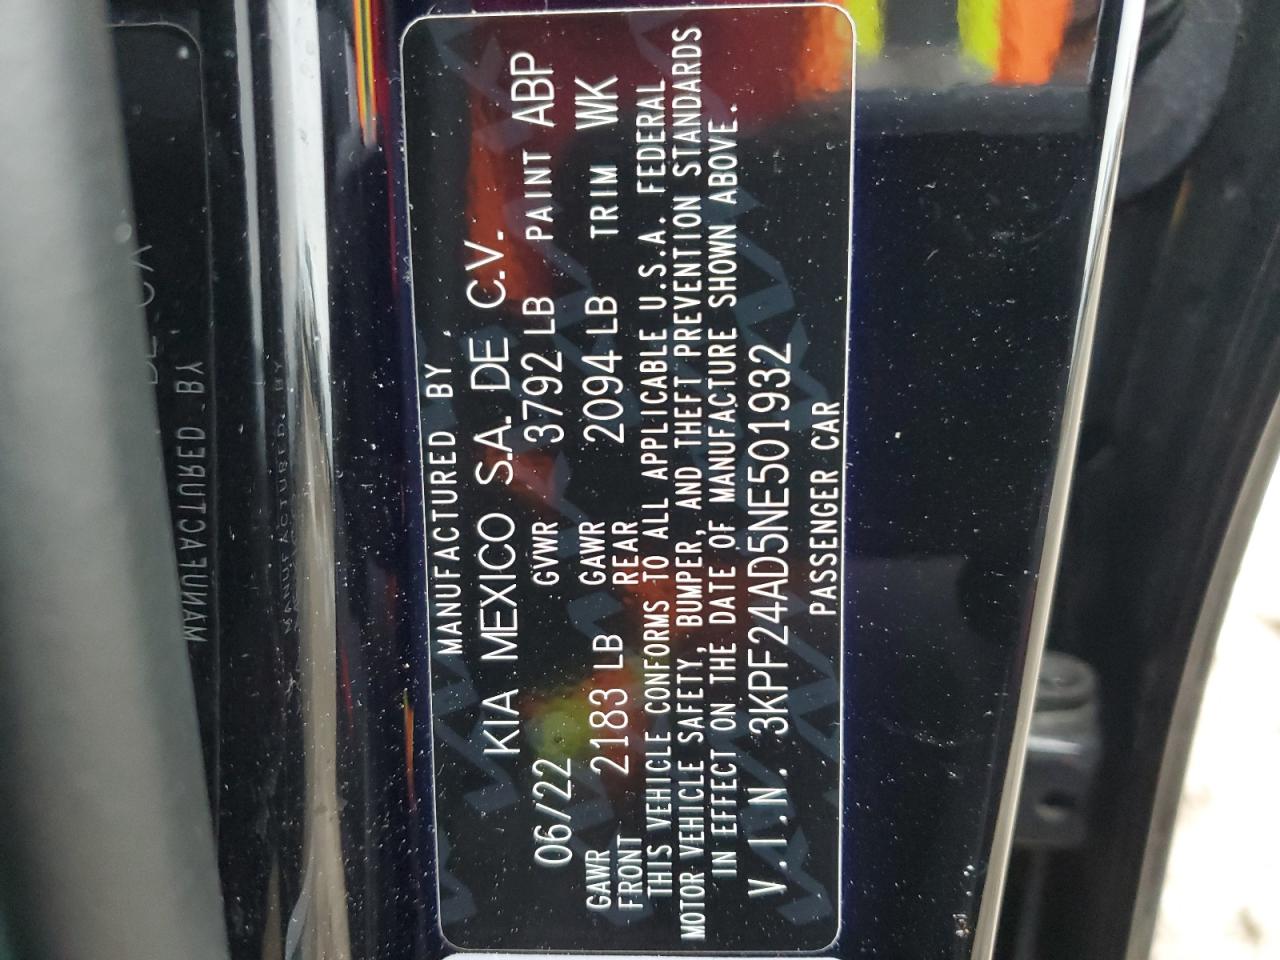 MANUFACTURED BY
KIA MEXICO S.A. DE C.V.
06/22 GVWR 3792 LB PAINT ABP
GAWR FRONT 2183 LB GAWR REAR 2094 LB TRIM WK
THIS VEHICLE CONFORMS TO ALL APPLICABLE U.S.A. FEDERAL
MOTOR VEHICLE SAFETY, BUMPER, AND THEFT PREVENTION STANDARDS
IN EFFECT ON THE DATE OF MANUFACTURE SHOWN ABOVE.
V.I.N. 3KPF24AD5NE501932
PASSENGER CAR
MANUFACTURED BY